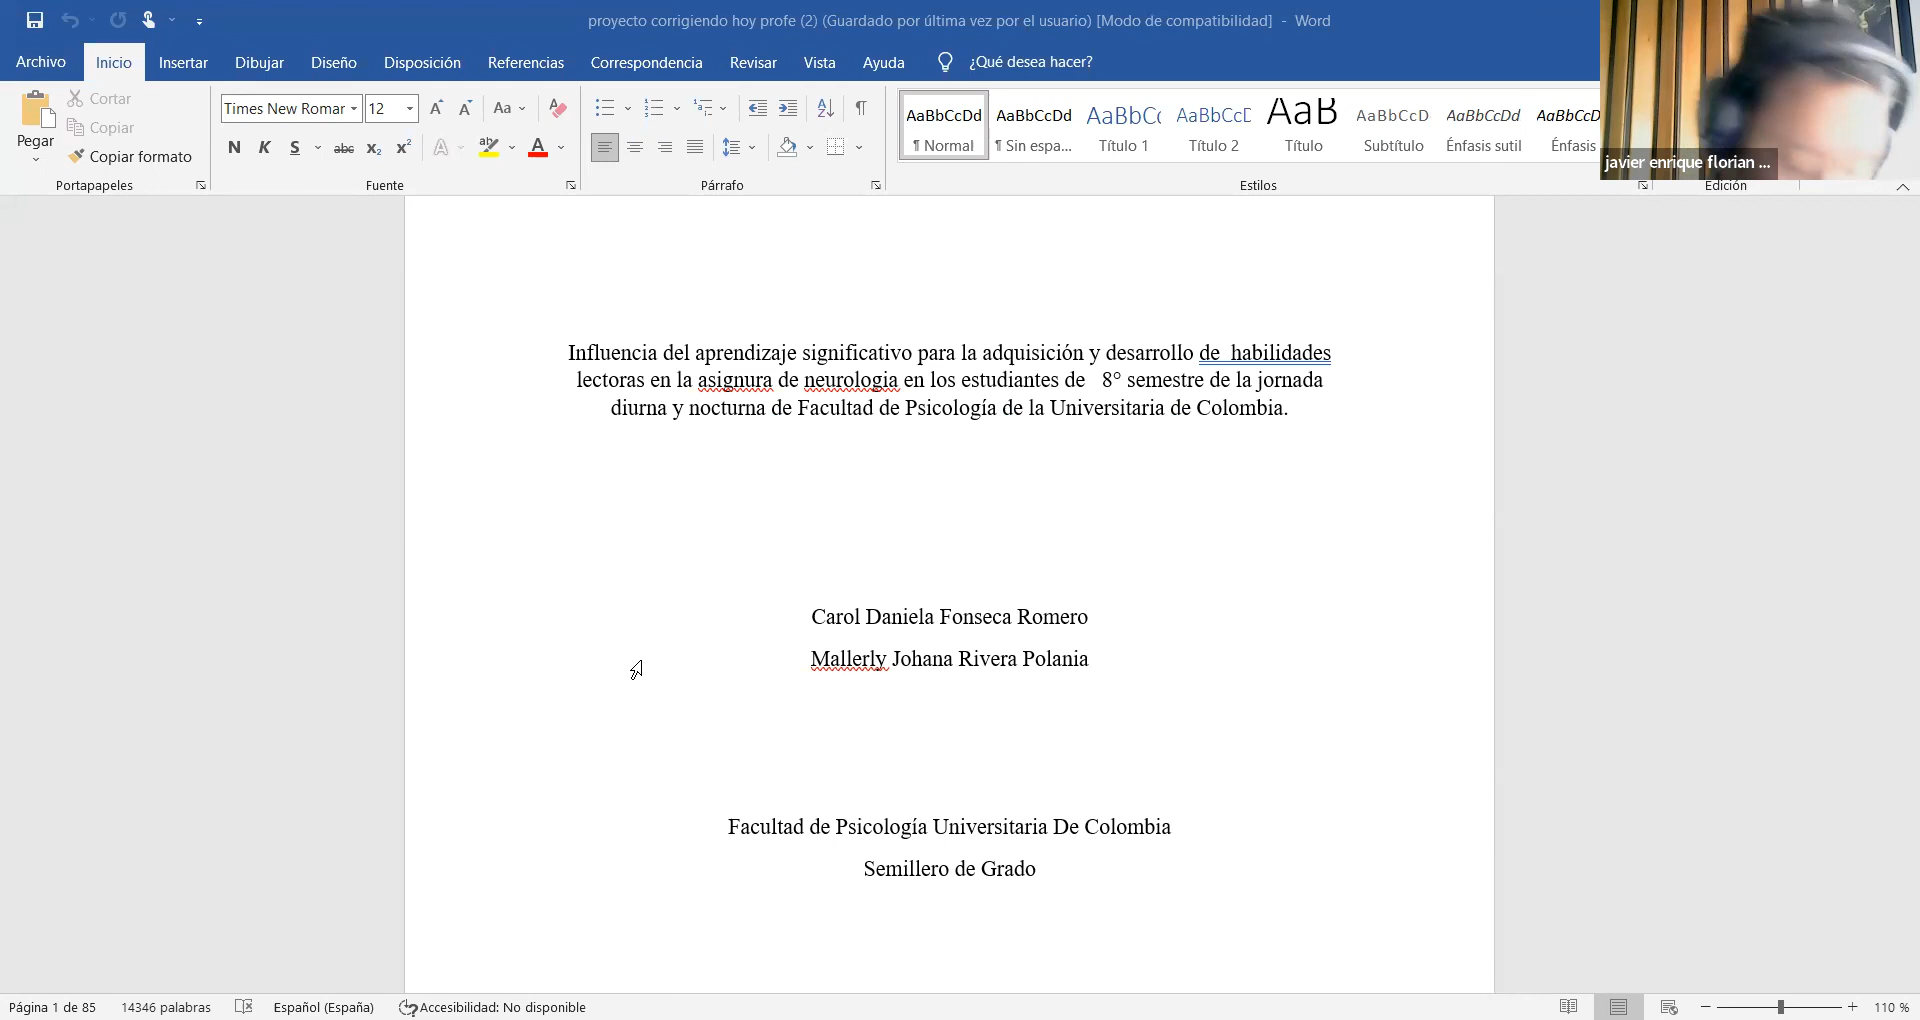 proyecto corrigiendo hoy profe (2) (Guardado por última vez por el usuario) [Modo de compatibilidad] - Word
Archivo Inicio Insertar Dibujar Diseño Disposición Referencias Correspondencia Revisar Vista Ayuda ¿Qué desea hacer?
Pegar
Cortar
Copiar
Copiar formato
Times New Romar 12
Aa
N K S abc x₂ x² A aby A
AaBbCcDd AaBbCcDd AaBbCc AaBbCcD AaB AaBbCcD AaBbCcDd AaBbCcD
¶ Normal ¶ Sin espa... Título 1 Título 2 Título Subtítulo Énfasis sutil Énfasis
javier enrique florian ...
Portapapeles Fuente Párrafo Estilos Edición
Influencia del aprendizaje significativo para la adquisición y desarrollo de  habilidades
lectoras en la asignura de neurologia en los estudiantes de   8° semestre de la jornada
diurna y nocturna de Facultad de Psicología de la Universitaria de Colombia.
Carol Daniela Fonseca Romero
Mallerly Johana Rivera Polania
Facultad de Psicología Universitaria De Colombia
Semillero de Grado
Página 1 de 85 14346 palabras Español (España) Accesibilidad: No disponible 110 %